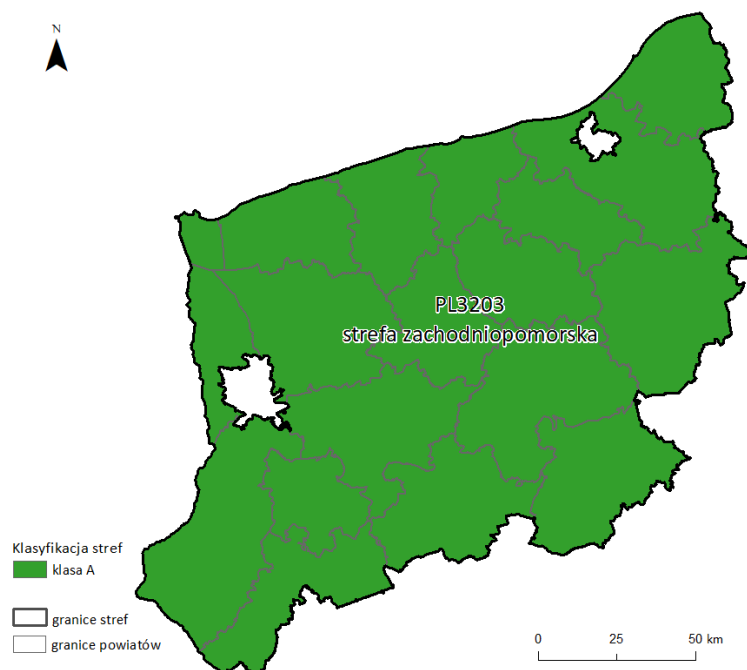 N
PL3203
strefa zachodniopomorska
Klasyfikacja stref
klasa A
granice stref
granice powiatów
0 25 50 km